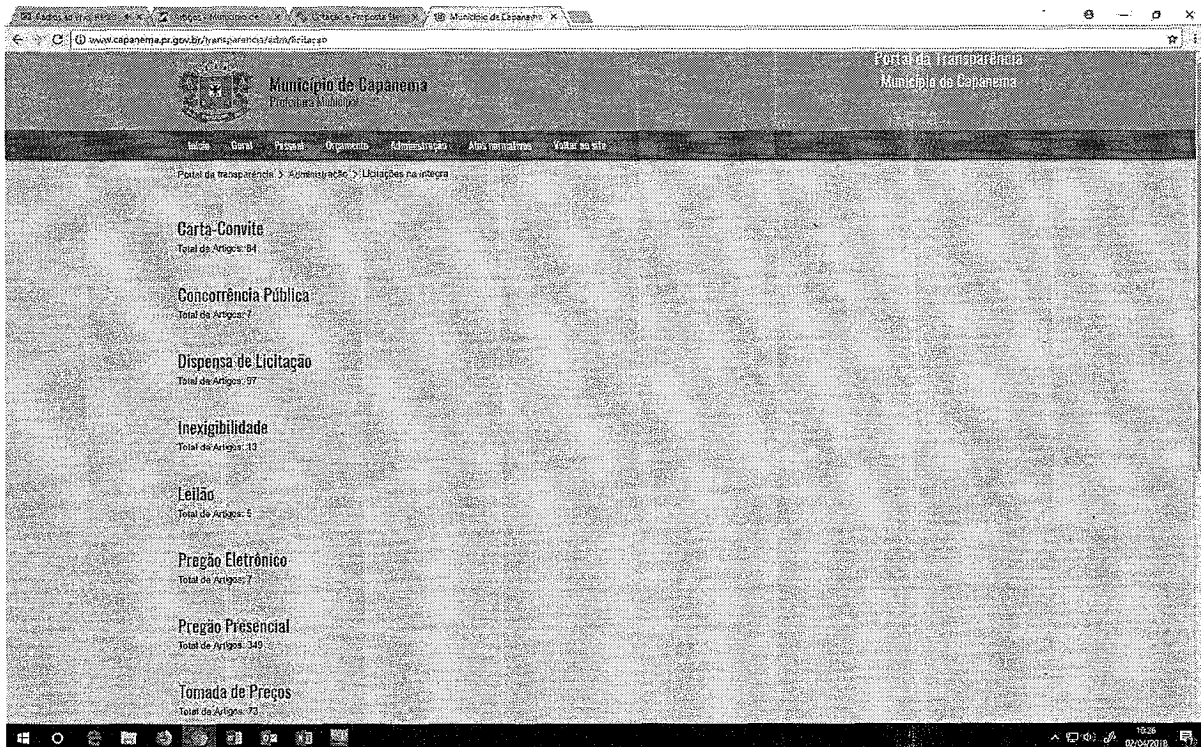 Municipio de Capanema
www.capanema.pr.gov.br/transparencia/adm/licitacao
Portal da Transparência
Município de Capanema
Município de Capanema
Prefeitura Municipal
Início Geral Pessoal Orçamento Administração Atos normativos Voltar ao site
Portal da transparência > Administração > Licitações na integra
Carta-Convite
Total de Artigos: 84
Concorrência Pública
Total de Artigos: 7
Dispensa de Licitação
Total de Artigos: 97
Inexigibilidade
Total de Artigos: 13
Leilão
Total de Artigos: 5
Pregão Eletrônico
Total de Artigos: 7
Pregão Presencial
Total de Artigos: 349
Tomada de Preços
Total de Artigos: 73
10:26
02/04/2018